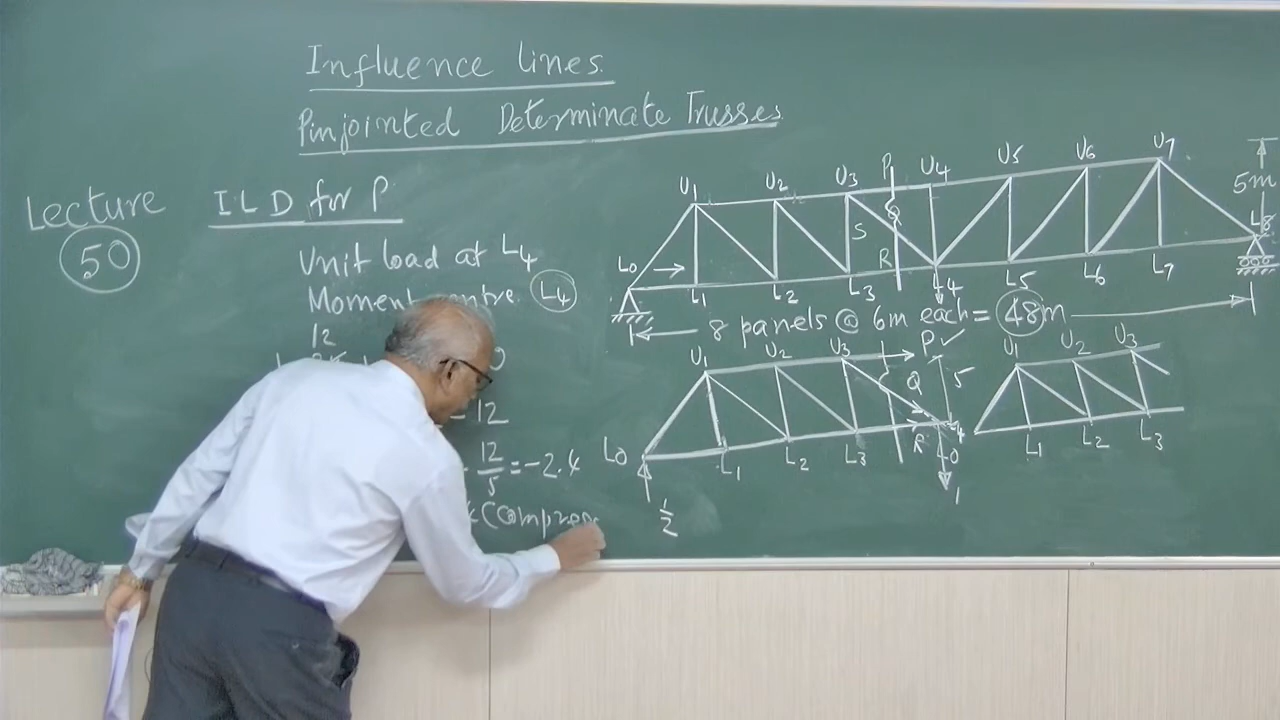 Influence lines
Pinjointed Determinate Trusses
Lecture
50
I L D for P
Unit load at L4
Moment centre L4
12
- 12
12/5 = -2.4
(Compress
U1 U2 U3 P U4 U5 U6 U7
5m
Q
S
R
L0 L1 L2 L3 L4 L5 L6 L7 L8
8 panels @ 6m each = 48m
U1 U2 U3 P ✓
Q 5
R
L0 L1 L2 L3
1/2
1
U1 U2 U3
L1 L2 L3